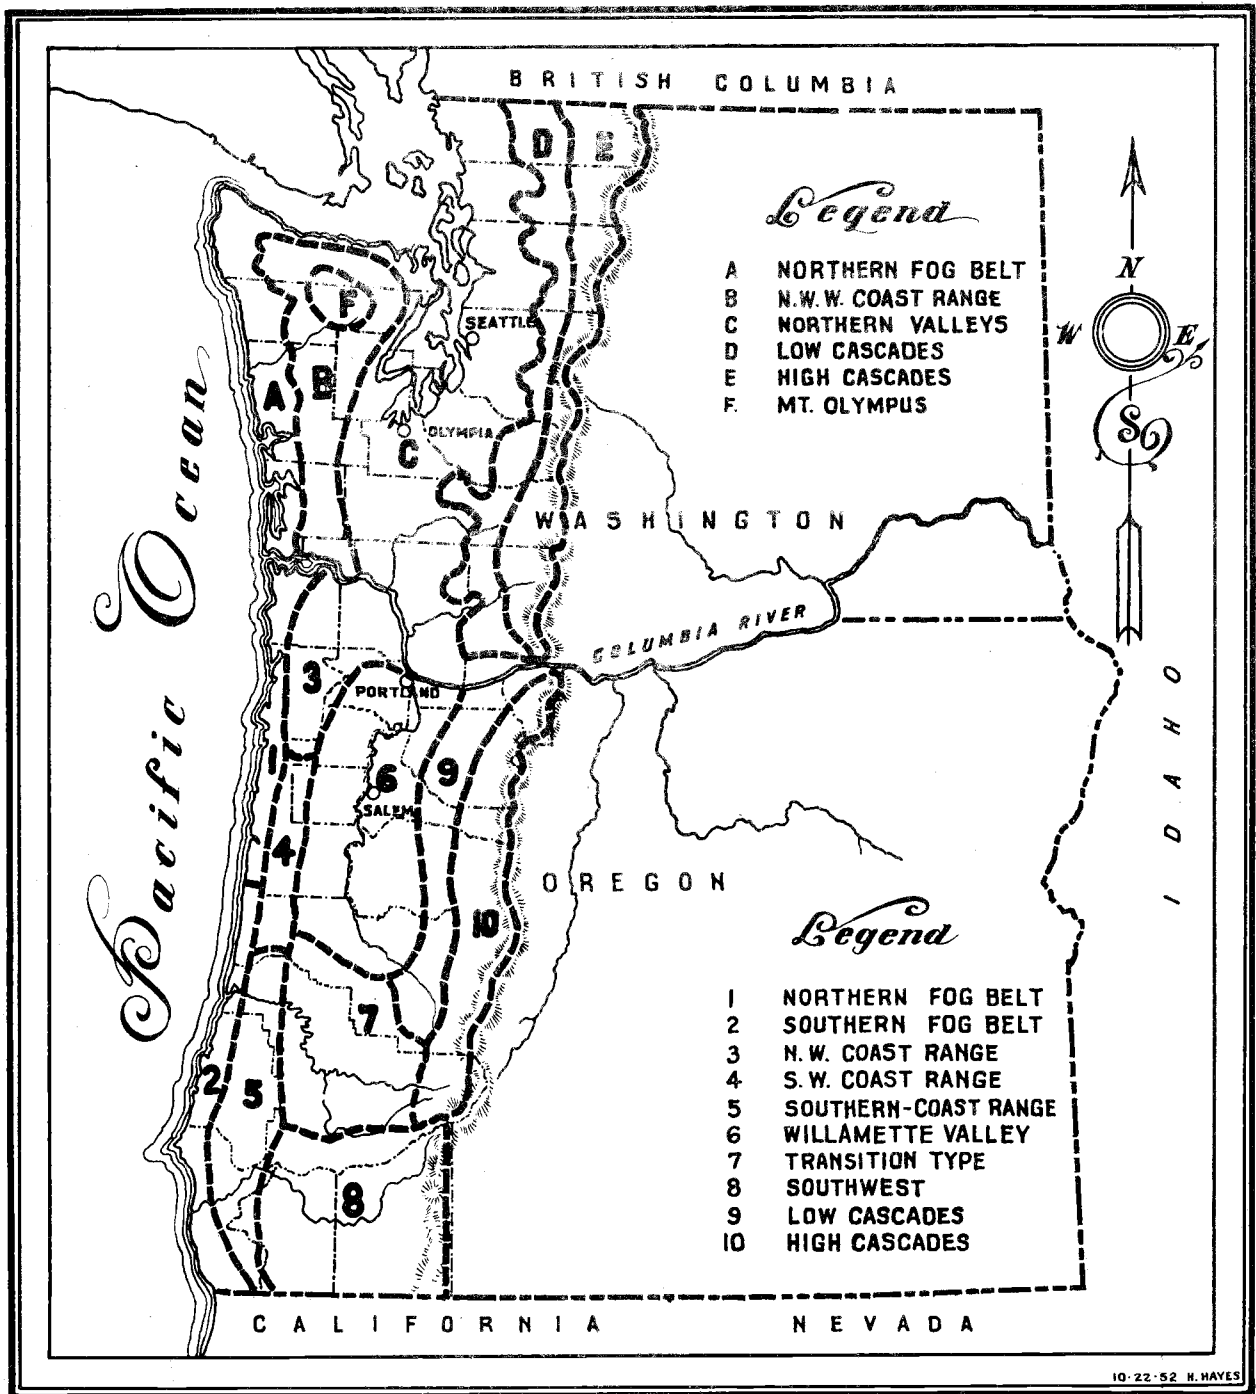 BRITISH COLUMBIA
D
E
Legend
A NORTHERN FOG BELT
B N.W.W. COAST RANGE
C NORTHERN VALLEYS
D LOW CASCADES
E HIGH CASCADES
F. MT. OLYMPUS
N
W
E
S
F
SEATTLE
A
B
OLYMPIA
C
WASHINGTON
Pacific Ocean
COLUMBIA RIVER
3
PORTLAND
IDAHO
1
6
9
SALEM
4
OREGON
10
Legend
1 NORTHERN FOG BELT
2 SOUTHERN FOG BELT
3 N.W. COAST RANGE
4 S.W. COAST RANGE
5 SOUTHERN-COAST RANGE
6 WILLAMETTE VALLEY
7 TRANSITION TYPE
8 SOUTHWEST
9 LOW CASCADES
10 HIGH CASCADES
7
2
5
8
CALIFORNIA
NEVADA
10-22-52 H. HAYES